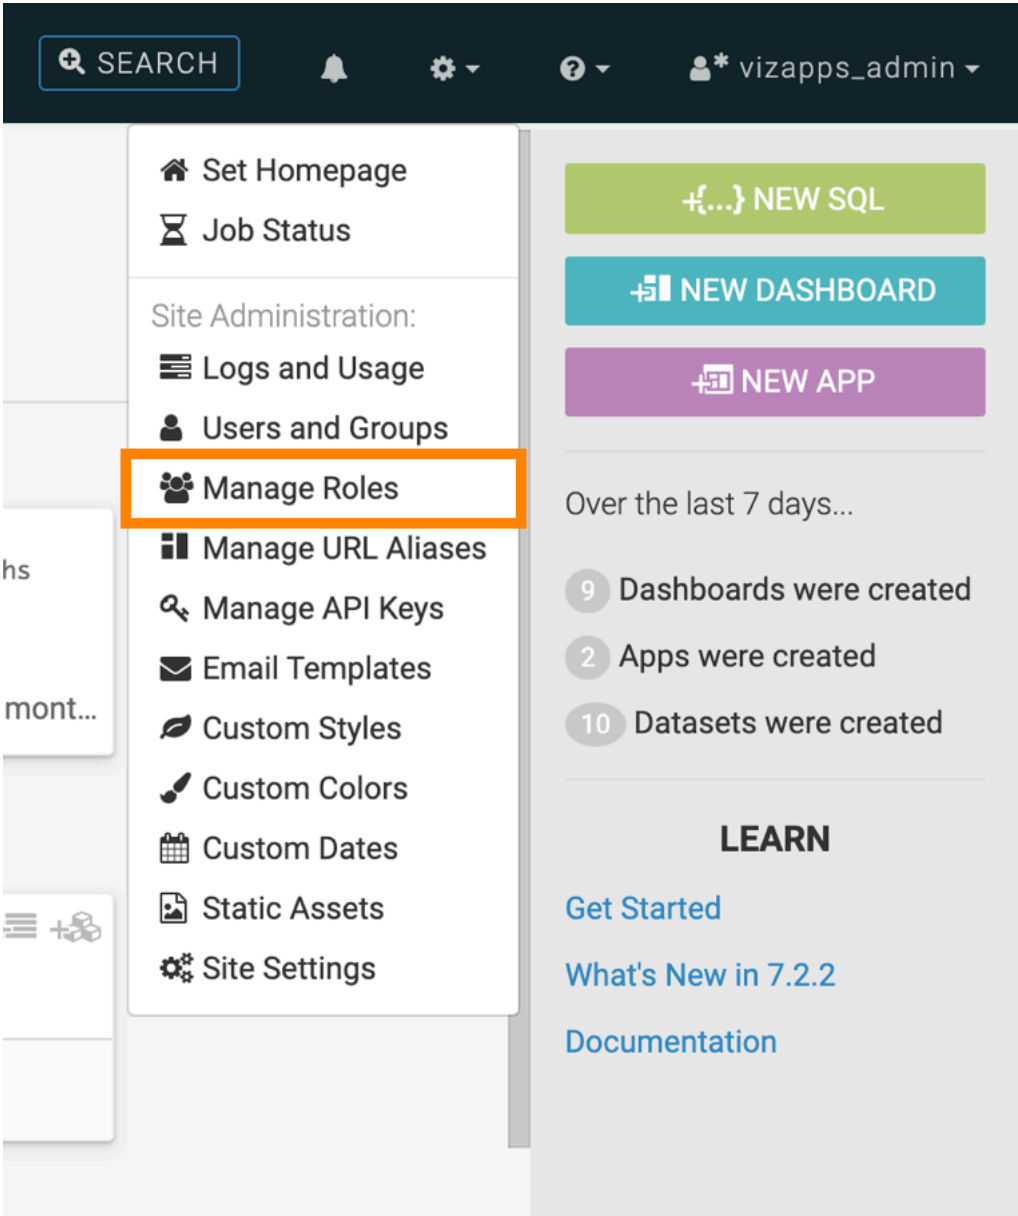 SEARCH
vizapps_admin
Set Homepage
Job Status
Site Administration:
Logs and Usage
Users and Groups
Manage Roles
Manage URL Aliases
Manage API Keys
Email Templates
Custom Styles
Custom Colors
Custom Dates
Static Assets
Site Settings
hs
mont...
+{...} NEW SQL
NEW DASHBOARD
NEW APP
Over the last 7 days...
9 Dashboards were created
2 Apps were created
10 Datasets were created
LEARN
Get Started
What's New in 7.2.2
Documentation